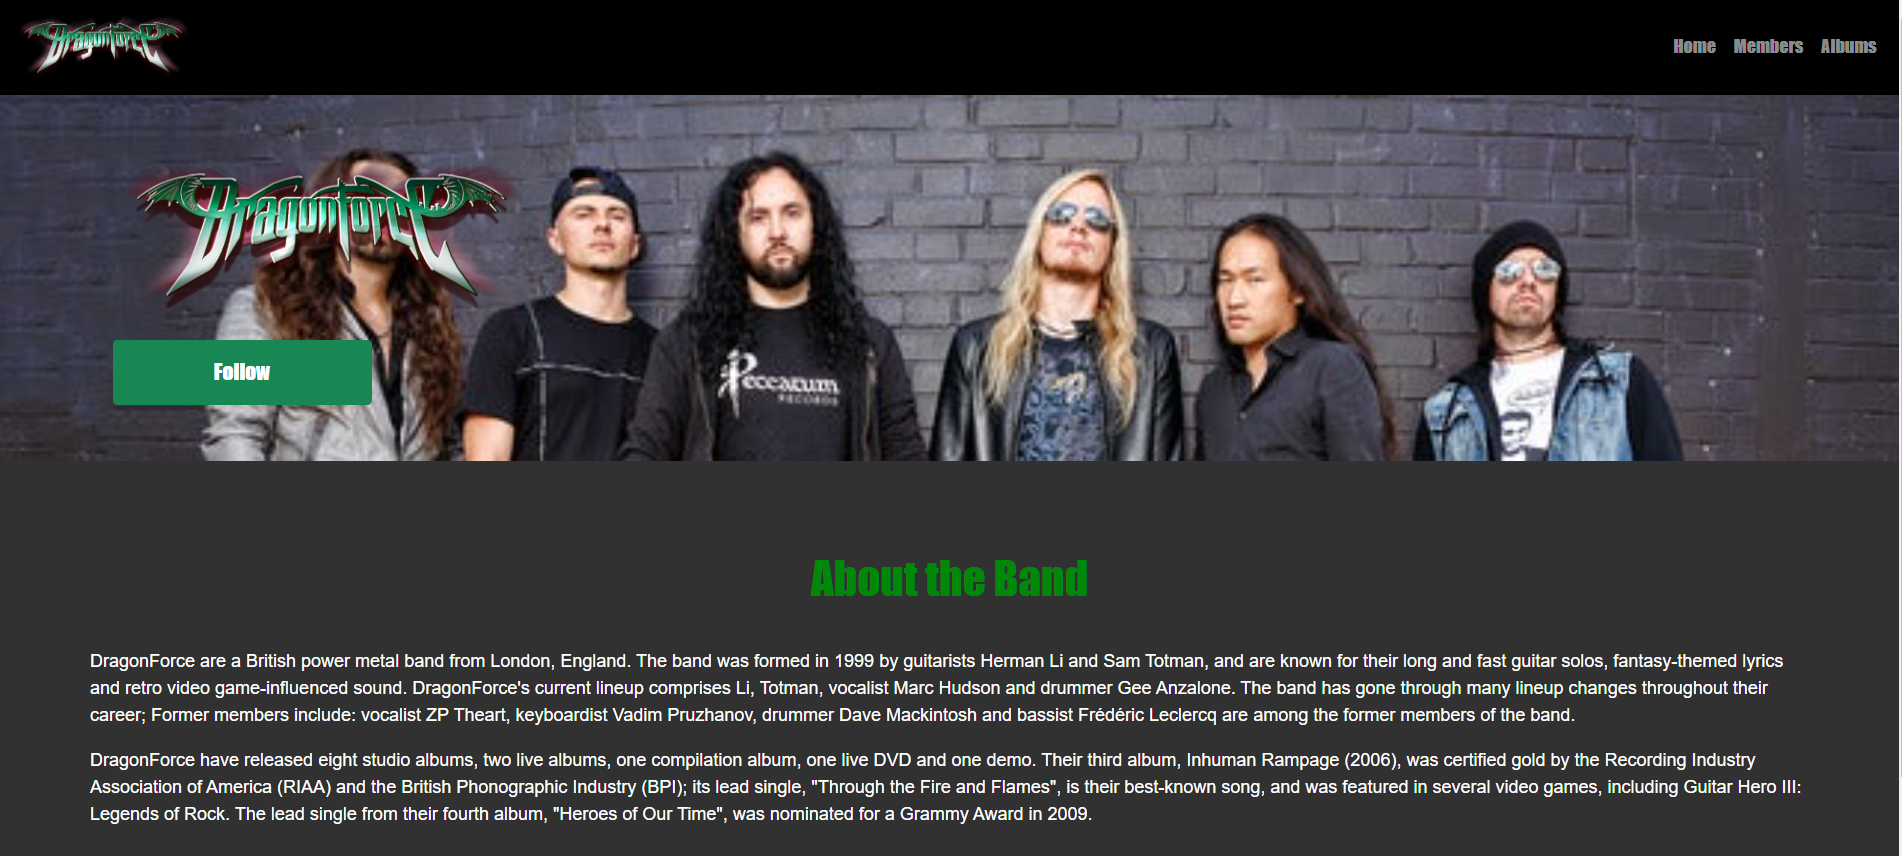 DragonforcE
Home Members Albums
DragonforcE
Follow
Peccatum
RECORDS
About the Band
DragonForce are a British power metal band from London, England. The band was formed in 1999 by guitarists Herman Li and Sam Totman, and are known for their long and fast guitar solos, fantasy-themed lyrics
and retro video game-influenced sound. DragonForce's current lineup comprises Li, Totman, vocalist Marc Hudson and drummer Gee Anzalone. The band has gone through many lineup changes throughout their
career; Former members include: vocalist ZP Theart, keyboardist Vadim Pruzhanov, drummer Dave Mackintosh and bassist Frédéric Leclercq are among the former members of the band.
DragonForce have released eight studio albums, two live albums, one compilation album, one live DVD and one demo. Their third album, Inhuman Rampage (2006), was certified gold by the Recording Industry
Association of America (RIAA) and the British Phonographic Industry (BPI); its lead single, "Through the Fire and Flames", is their best-known song, and was featured in several video games, including Guitar Hero III:
Legends of Rock. The lead single from their fourth album, "Heroes of Our Time", was nominated for a Grammy Award in 2009.